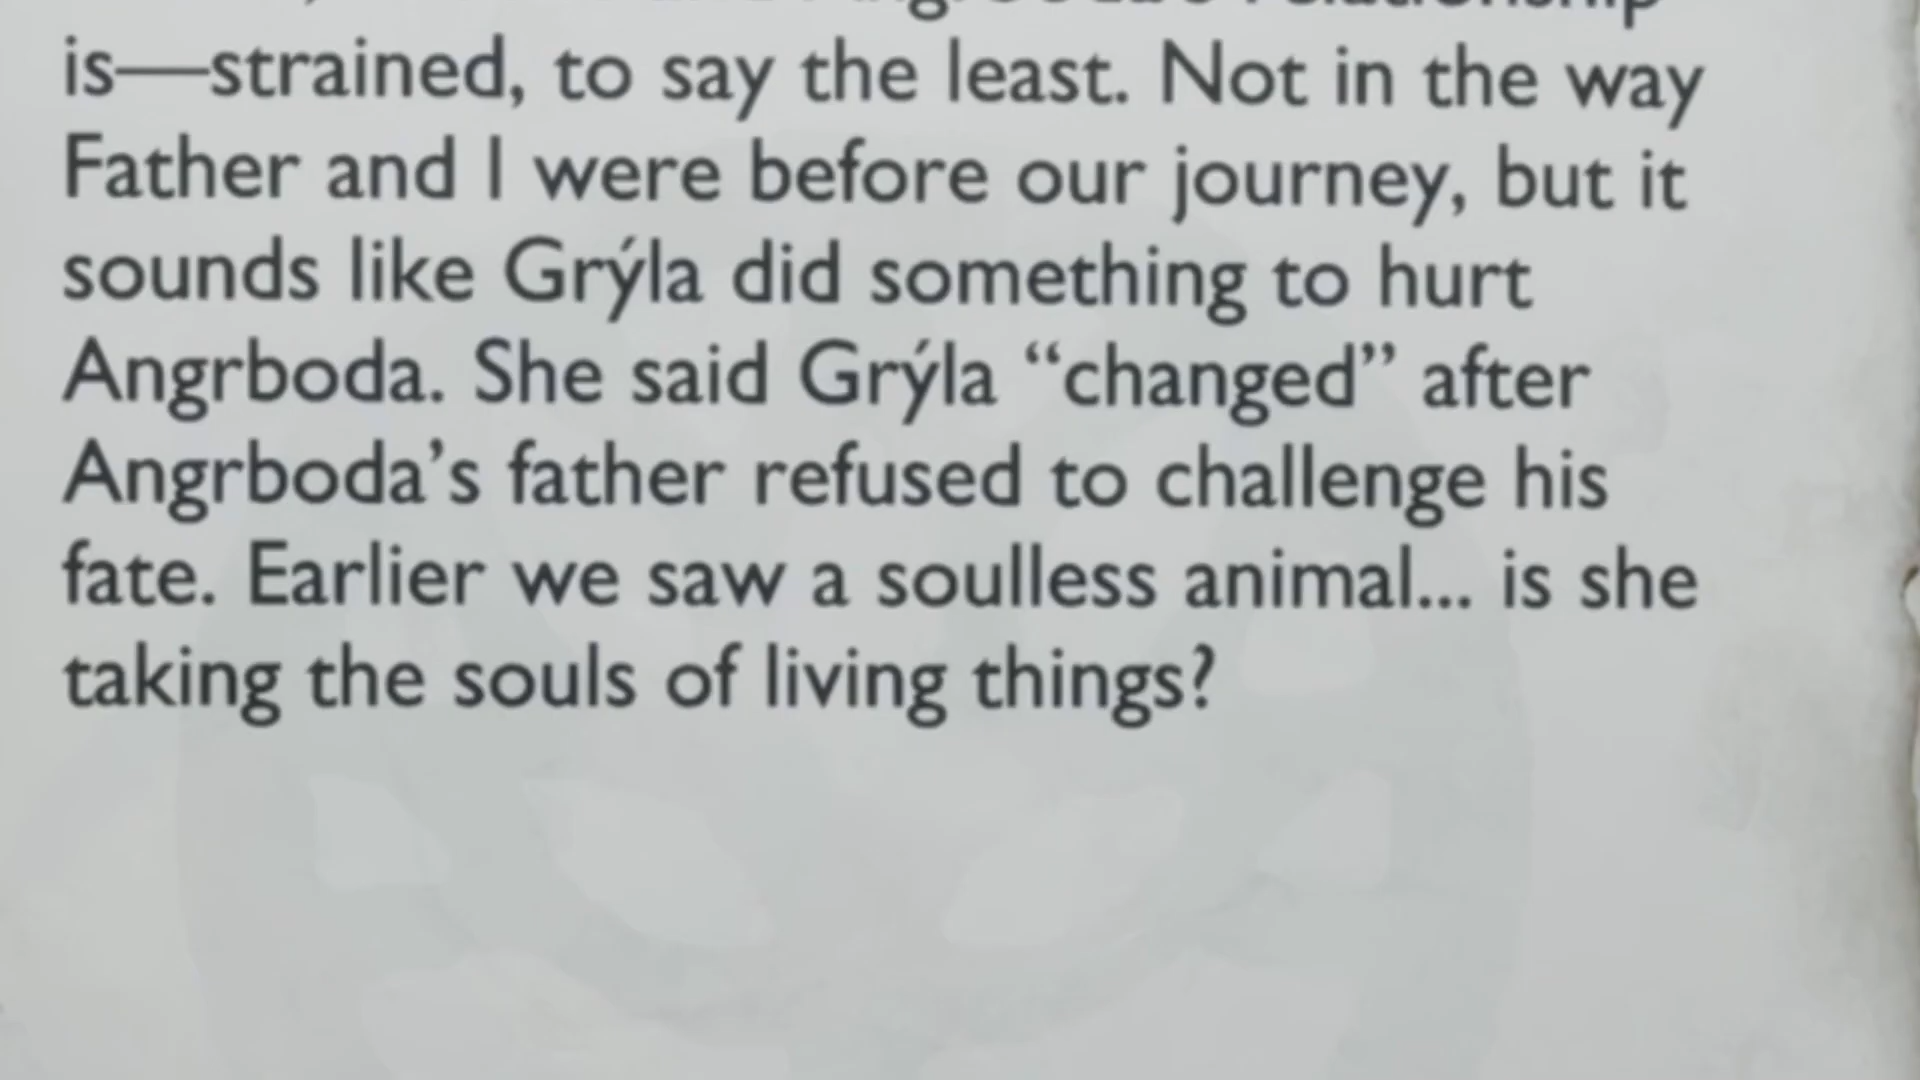 is—strained, to say the least. Not in the way
Father and I were before our journey, but it
sounds like Grýla did something to hurt
Angrboda. She said Grýla “changed” after
Angrboda’s father refused to challenge his
fate. Earlier we saw a soulless animal... is she
taking the souls of living things?